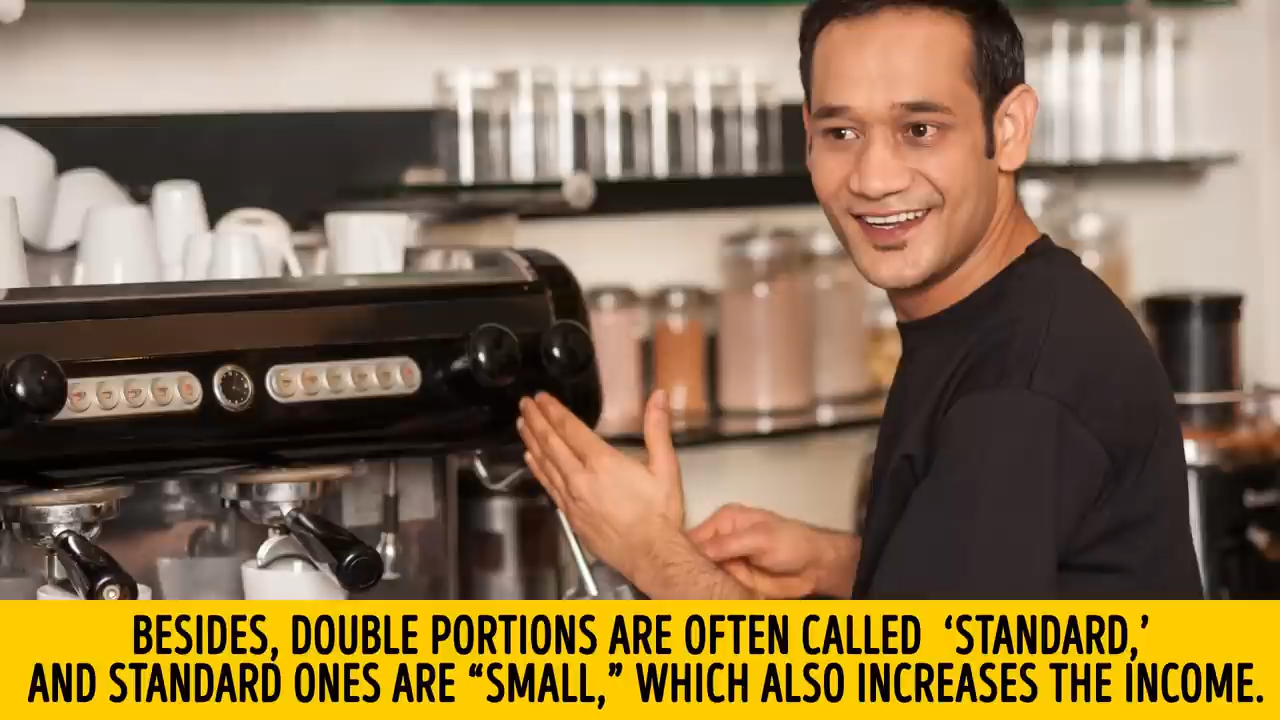 BESIDES, DOUBLE PORTIONS ARE OFTEN CALLED ‘STANDARD,’
AND STANDARD ONES ARE “SMALL,” WHICH ALSO INCREASES THE INCOME.